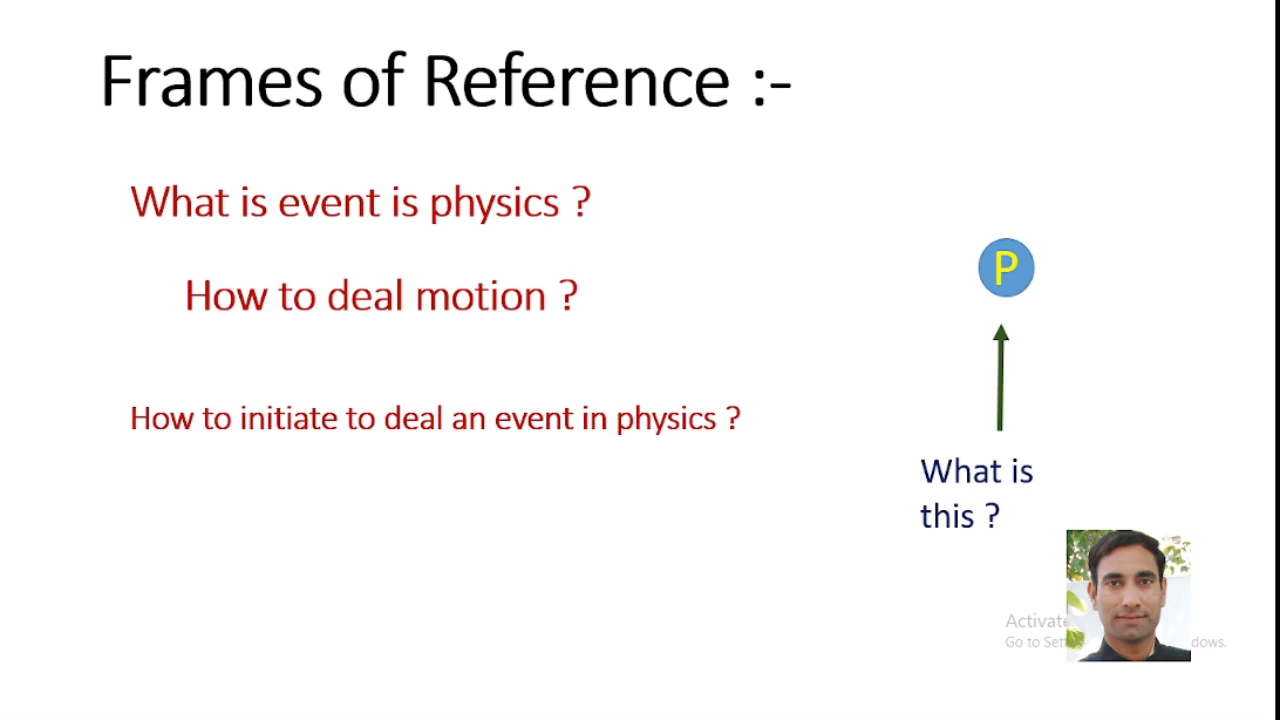 Frames of Reference :-
What is event is physics ?
How to deal motion ?
How to initiate to deal an event in physics ?
P
What is
this ?
Activate
Go to Set
dows.